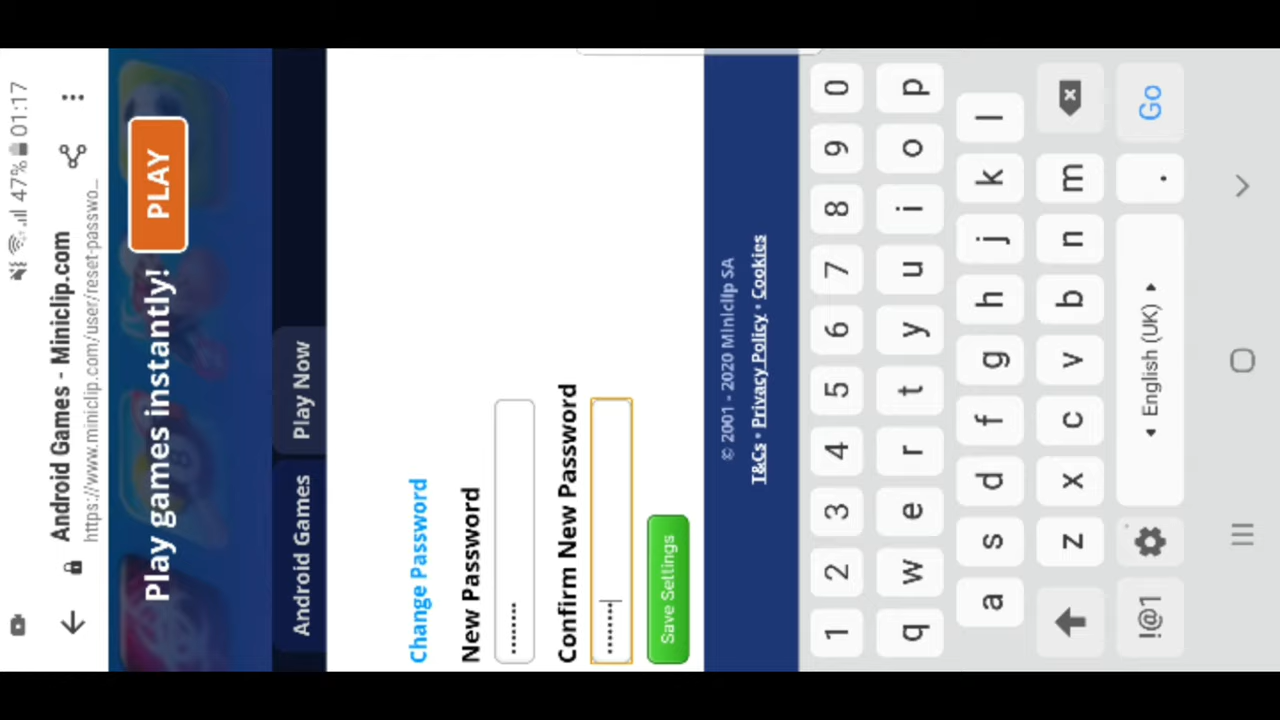 47% 01:17
Android Games - Miniclip.com
https://www.miniclip.com/user/reset-passwo...
Play games instantly! PLAY
Android Games Play Now
Change Password
New Password
········
Confirm New Password
········
Save Settings
© 2001 - 2020 Miniclip SA
T&Cs • Privacy Policy • Cookies
1 2 3 4 5 6 7 8 9 0
q w e r t y u i o p
a s d f g h j k l
z x c v b n m
!@1 English (UK) . Go